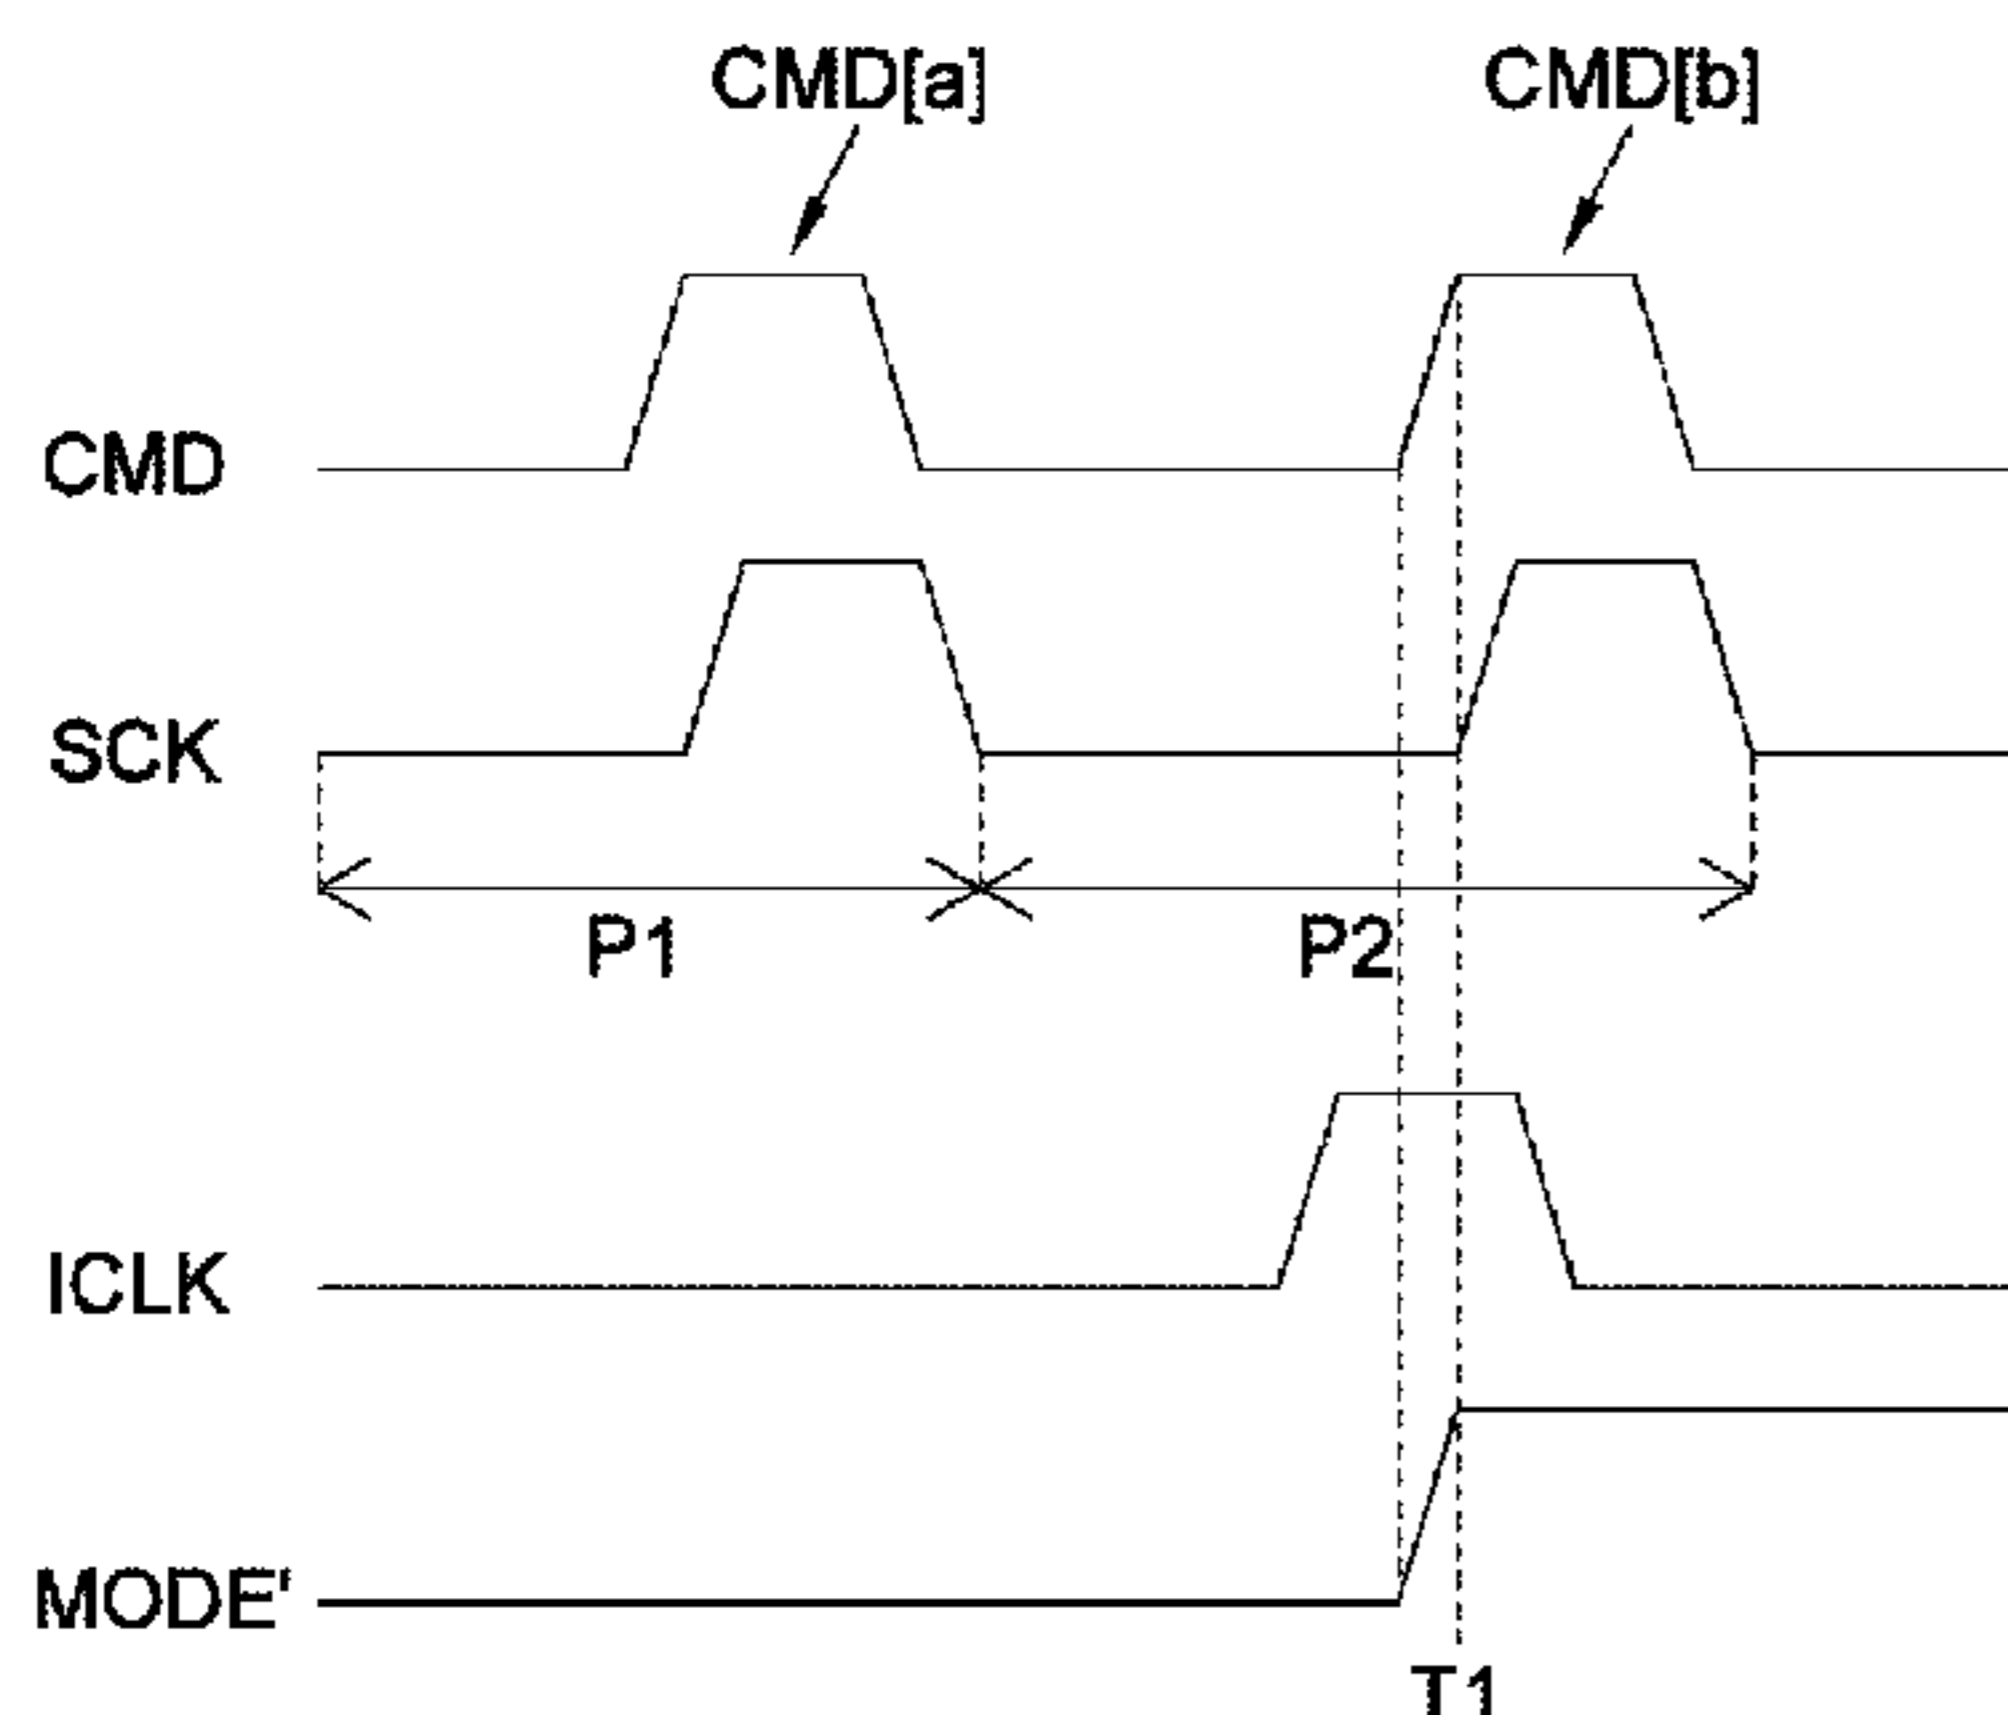 CMD[a] CMD[b]
CMD
SCK
P1 P2
ICLK
MODE'
T1